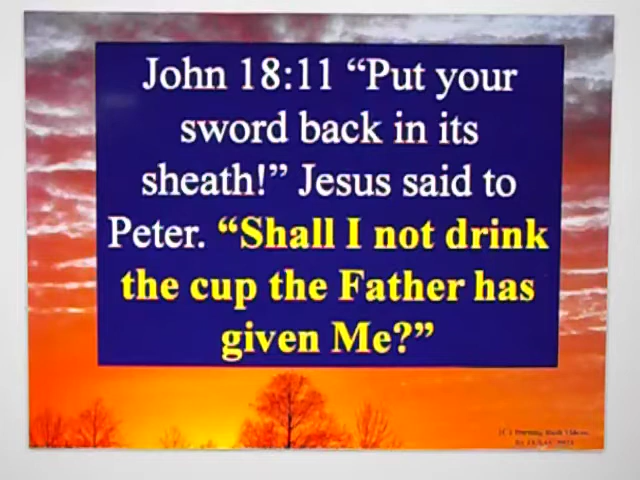 John 18:11 “Put your
sword back in its
sheath!” Jesus said to
Peter. “Shall I not drink
the cup the Father has
given Me?”